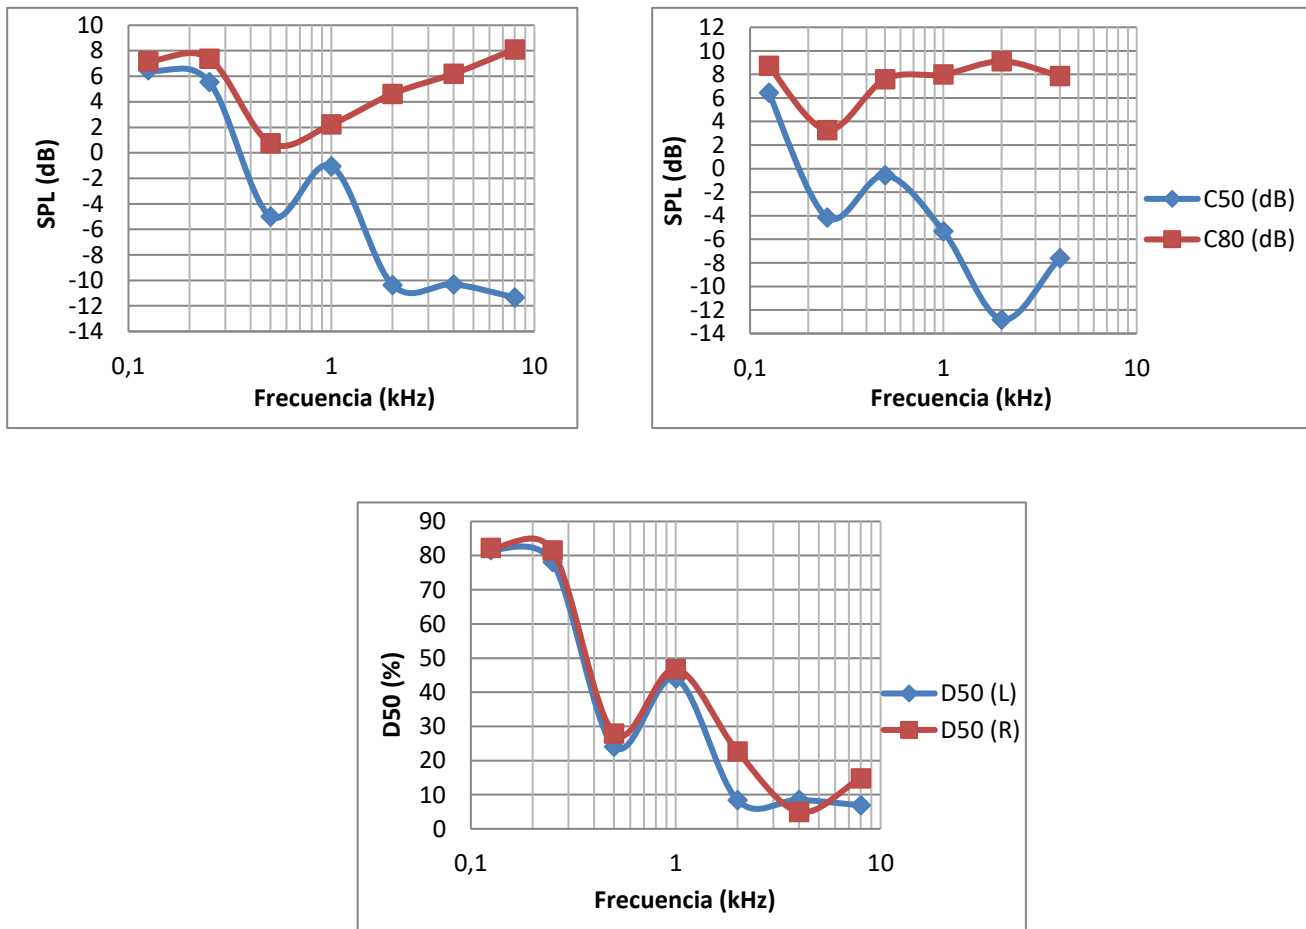 10
8
6
4
2
0
-2
-4
-6
-8
-10
-12
-14
SPL (dB)
0,1 1 10
Frecuencia (kHz)
12
10
8
6
4
2
0
-2
-4
-6
-8
-10
-12
-14
SPL (dB)
0,1 1 10
Frecuencia (kHz)
C50 (dB)
C80 (dB)
90
80
70
60
50
40
30
20
10
0
D50 (%)
0,1 1 10
Frecuencia (kHz)
D50 (L)
D50 (R)